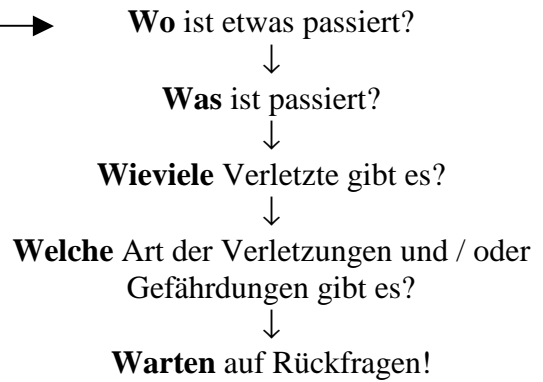 Wo ist etwas passiert?
↓
Was ist passiert?
↓
Wieviele Verletzte gibt es?
↓
Welche Art der Verletzungen und / oder
Gefährdungen gibt es?
↓
Warten auf Rückfragen!